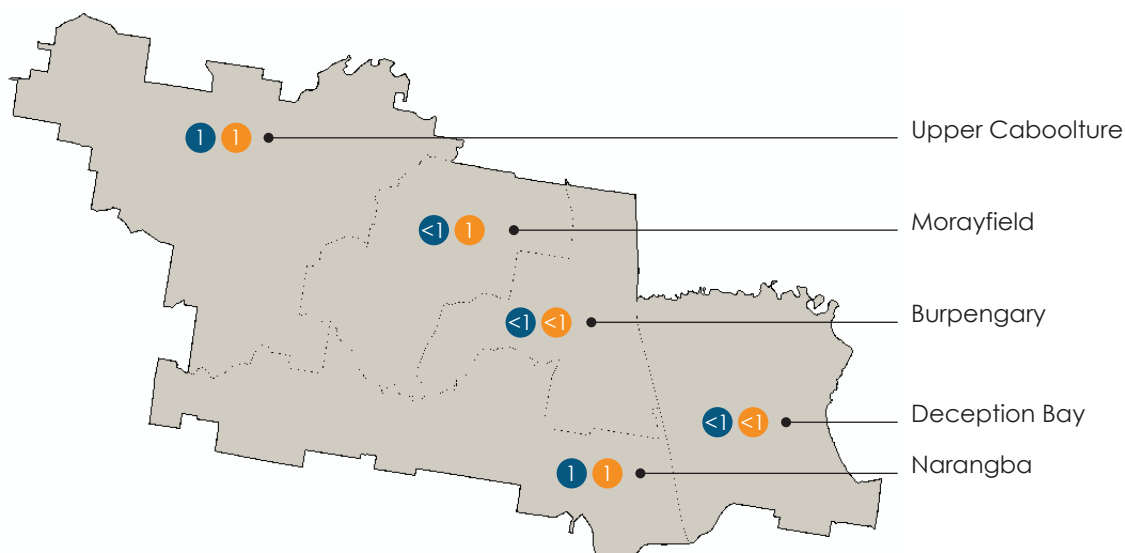 1 1 Upper Caboolture
<1 1 Morayfield
<1 <1 Burpengary
<1 <1 Deception Bay
1 1 Narangba